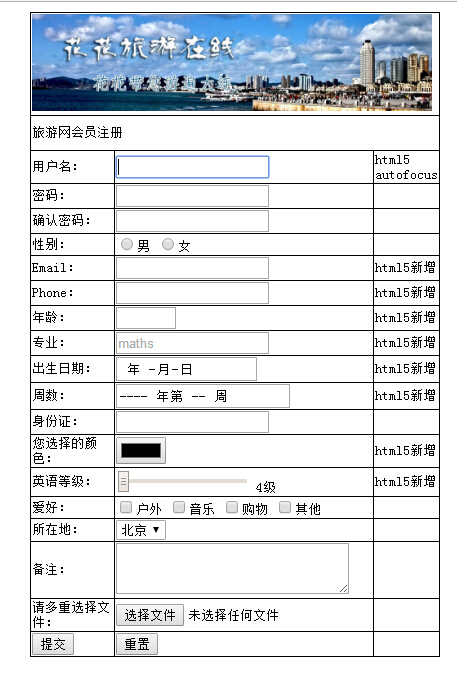 花花旅游在线
花花带您游遍大连
旅游网会员注册
用户名： html5
autofocus
密码：
确认密码：
性别： 男 女
Email： html5新增
Phone： html5新增
年龄： html5新增
专业： maths html5新增
出生日期： 年 -月-日 html5新增
周数： ---- 年第 -- 周 html5新增
身份证：
您选择的颜
色： html5新增
英语等级： 4级 html5新增
爱好： 户外 音乐 购物 其他
所在地： 北京
备注：
请多重选择文
件： 选择文件 未选择任何文件
提交 重置